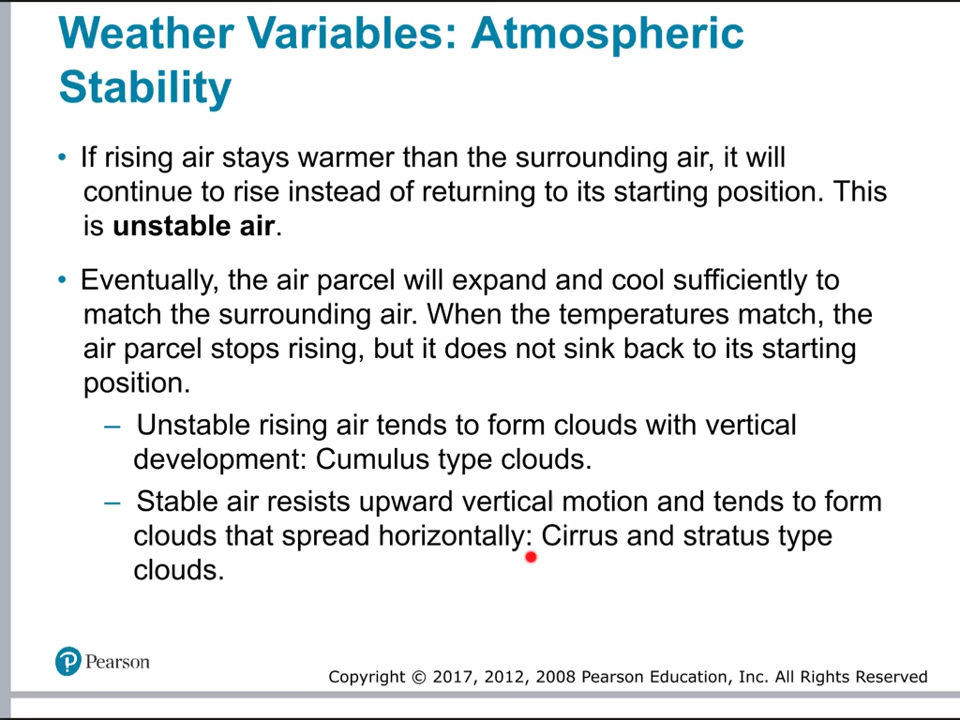 Weather Variables: Atmospheric
Stability
• If rising air stays warmer than the surrounding air, it will
continue to rise instead of returning to its starting position. This
is unstable air.
• Eventually, the air parcel will expand and cool sufficiently to
match the surrounding air. When the temperatures match, the
air parcel stops rising, but it does not sink back to its starting
position.
– Unstable rising air tends to form clouds with vertical
development: Cumulus type clouds.
– Stable air resists upward vertical motion and tends to form
clouds that spread horizontally: Cirrus and stratus type
clouds.
P Pearson
Copyright © 2017, 2012, 2008 Pearson Education, Inc. All Rights Reserved